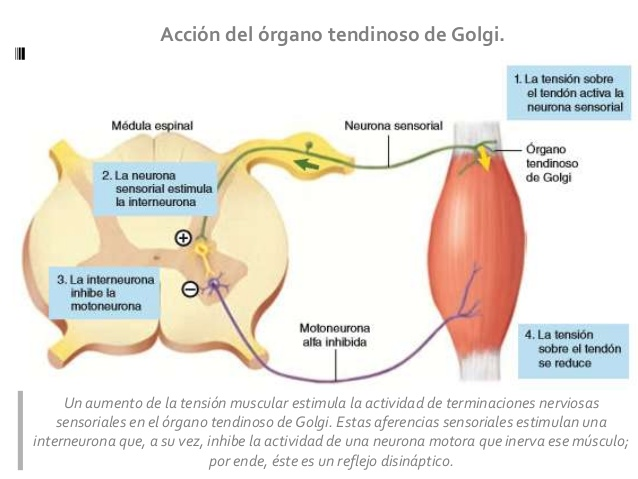 Acción del órgano tendinoso de Golgi.
1. La tensión sobre
el tendón activa la
neurona sensorial
Médula espinal
Neurona sensorial
Órgano
tendinoso
de Golgi
2. La neurona
sensorial estimula
la interneurona
+
3. La interneurona
inhibe la
motoneurona
−
Motoneurona
alfa inhibida
4. La tensión
sobre el tendón
se reduce
Un aumento de la tensión muscular estimula la actividad de terminaciones nerviosas
sensoriales en el órgano tendinoso de Golgi. Estas aferencias sensoriales estimulan una
interneurona que, a su vez, inhibe la actividad de una neurona motora que inerva ese músculo;
por ende, éste es un reflejo disináptico.